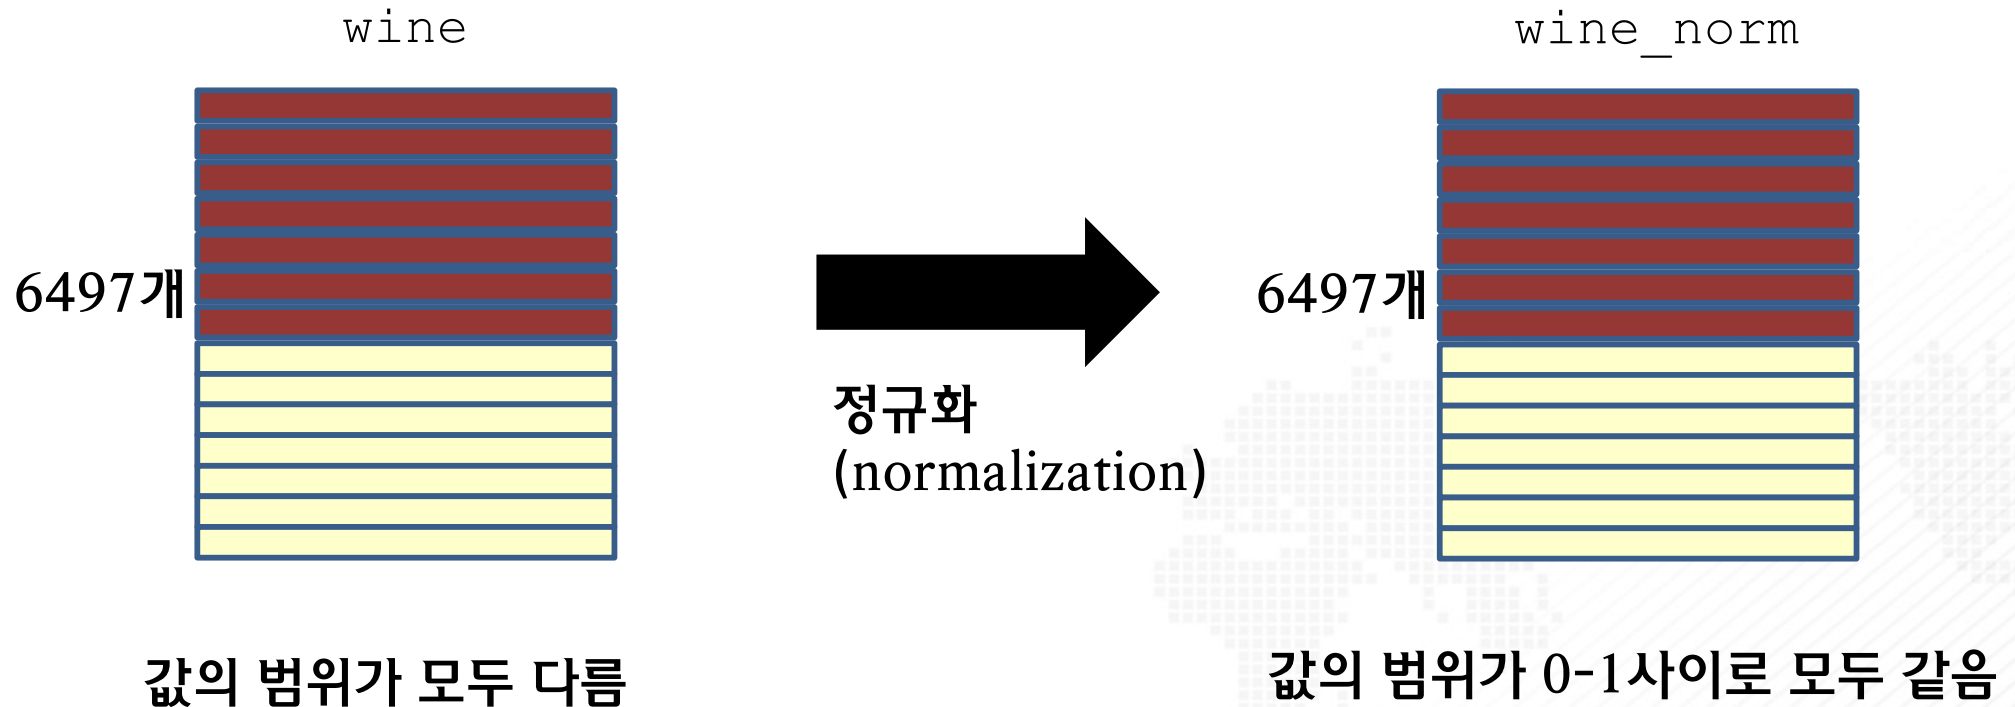 wine
wine_norm
6497개
6497개
정규화
(normalization)
값의 범위가 모두 다름
값의 범위가 0-1사이로 모두 같음